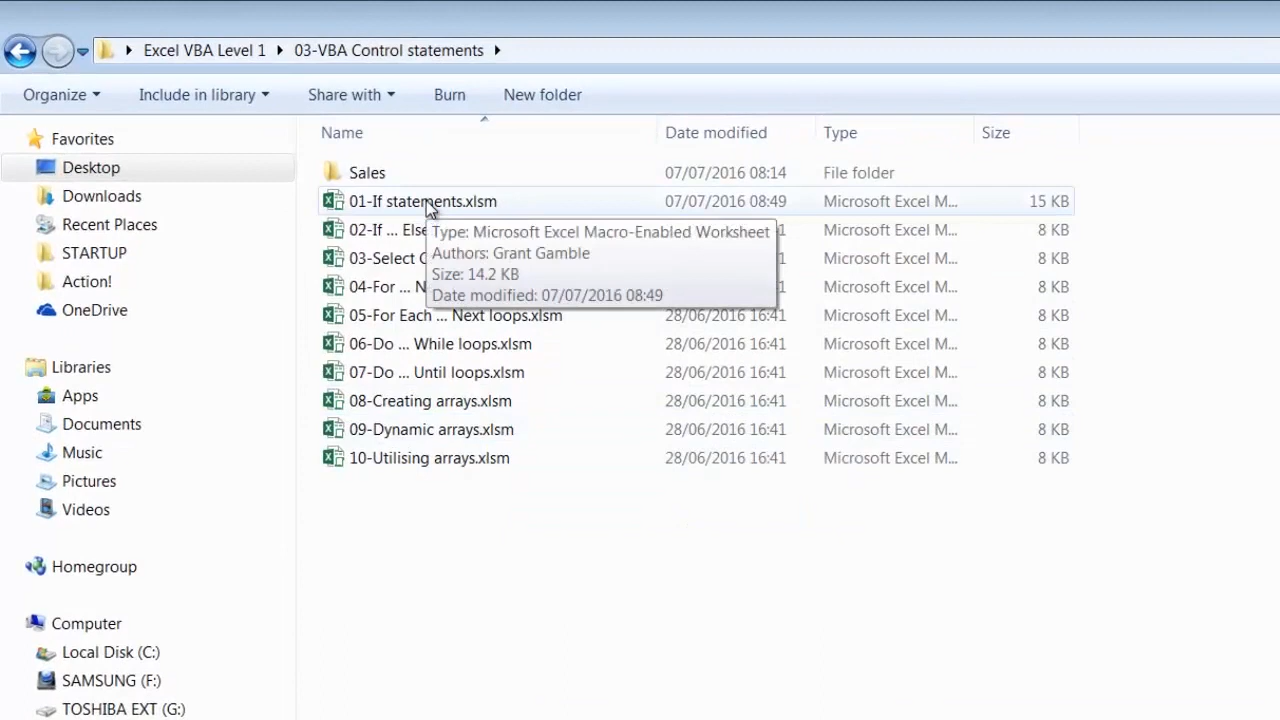 Excel VBA Level 1 03-VBA Control statements
Organize Include in library Share with Burn New folder
Name Date modified Type Size
Favorites
Desktop
Downloads
Recent Places
STARTUP
Action!
OneDrive
Libraries
Apps
Documents
Music
Pictures
Videos
Homegroup
Computer
Local Disk (C:)
SAMSUNG (F:)
TOSHIBA EXT (G:)
Sales 07/07/2016 08:14 File folder
01-If statements.xlsm 07/07/2016 08:49 Microsoft Excel M... 15 KB
02-If ... Else Microsoft Excel M... 8 KB
03-Select Microsoft Excel M... 8 KB
04-For ... Microsoft Excel M... 8 KB
05-For Each ... Next loops.xlsm 28/06/2016 16:41 Microsoft Excel M... 8 KB
06-Do ... While loops.xlsm 28/06/2016 16:41 Microsoft Excel M... 8 KB
07-Do ... Until loops.xlsm 28/06/2016 16:41 Microsoft Excel M... 8 KB
08-Creating arrays.xlsm 28/06/2016 16:41 Microsoft Excel M... 8 KB
09-Dynamic arrays.xlsm 28/06/2016 16:41 Microsoft Excel M... 8 KB
10-Utilising arrays.xlsm 28/06/2016 16:41 Microsoft Excel M... 8 KB
Type: Microsoft Excel Macro-Enabled Worksheet
Authors: Grant Gamble
Size: 14.2 KB
Date modified: 07/07/2016 08:49